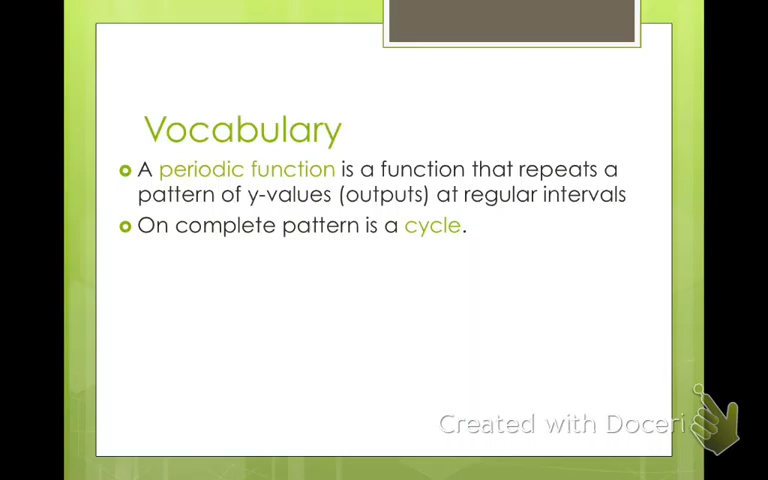 Vocabulary
A periodic function is a function that repeats a
pattern of y-values (outputs) at regular intervals
On complete pattern is a cycle.
Created with Doceri